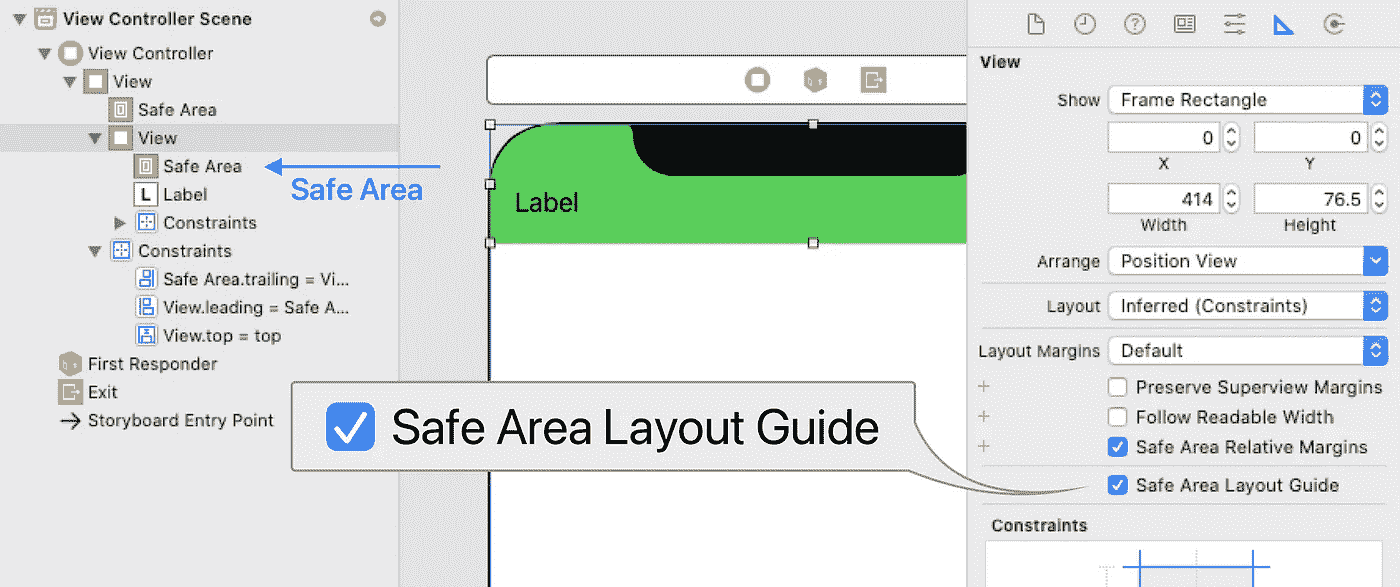 View Controller Scene
View Controller
View
Safe Area
View
Safe Area
L Label
Constraints
Constraints
Safe Area.trailing = Vi...
View.leading = Safe A...
View.top = top
First Responder
Exit
Storyboard Entry Point
Safe Area
Label
Safe Area Layout Guide
View
Show Frame Rectangle
0 0
X Y
414 76.5
Width Height
Arrange Position View
Layout Inferred (Constraints)
Layout Margins Default
Preserve Superview Margins
Follow Readable Width
Safe Area Relative Margins
Safe Area Layout Guide
Constraints